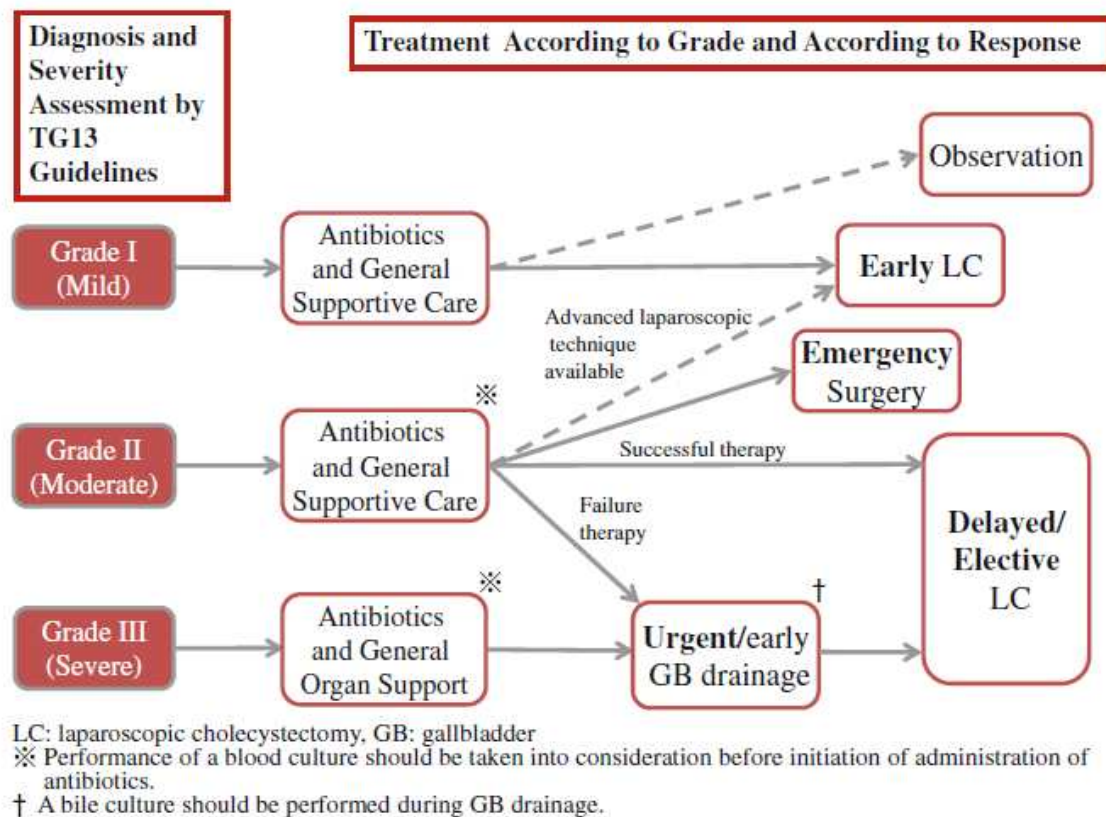 Diagnosis and
Severity
Assessment by
TG13
Guidelines
Treatment According to Grade and According to Response
Observation
Grade I
(Mild)
Antibiotics
and General
Supportive Care
Early LC
Advanced laparoscopic
technique
available
Emergency
Surgery
※
Grade II
(Moderate)
Antibiotics
and General
Supportive Care
Successful therapy
Failure
therapy
Delayed/
Elective
LC
※
Grade III
(Severe)
Antibiotics
and General
Organ Support
†
Urgent/early
GB drainage
LC: laparoscopic cholecystectomy, GB: gallbladder
※ Performance of a blood culture should be taken into consideration before initiation of administration of
antibiotics.
† A bile culture should be performed during GB drainage.